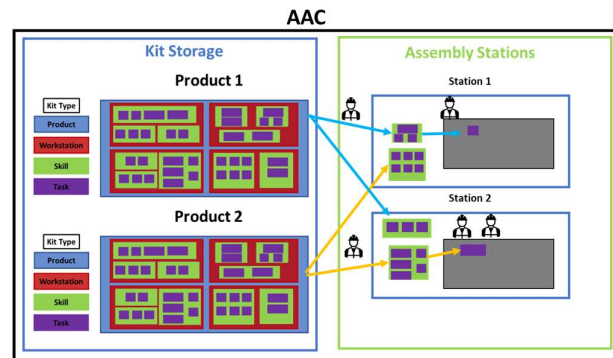 AAC
Kit Storage
Product 1
Kit Type
Product
Workstation
Skill
Task
Product 2
Kit Type
Product
Workstation
Skill
Task
Assembly Stations
Station 1
Station 2